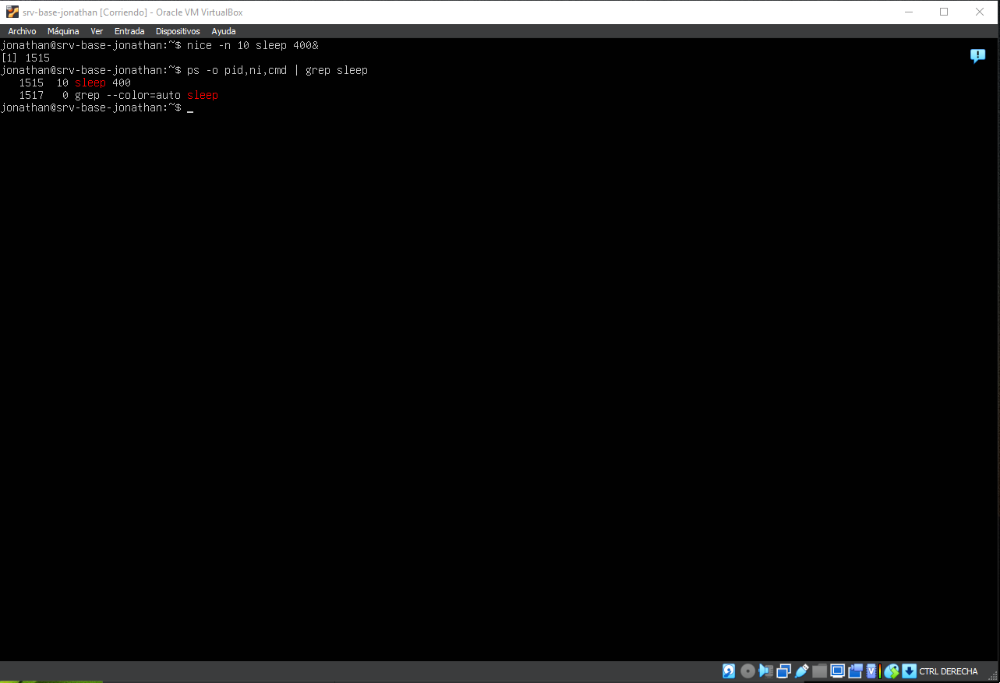 srv-base-jonathan [Corriendo] - Oracle VM VirtualBox
Archivo Máquina Ver Entrada Dispositivos Ayuda
jonathan@srv-base-jonathan:~$ nice -n 10 sleep 400&
[1] 1515
jonathan@srv-base-jonathan:~$ ps -o pid,ni,cmd | grep sleep
1515 10 sleep 400
1517 0 grep --color=auto sleep
jonathan@srv-base-jonathan:~$ _
CTRL DERECHA